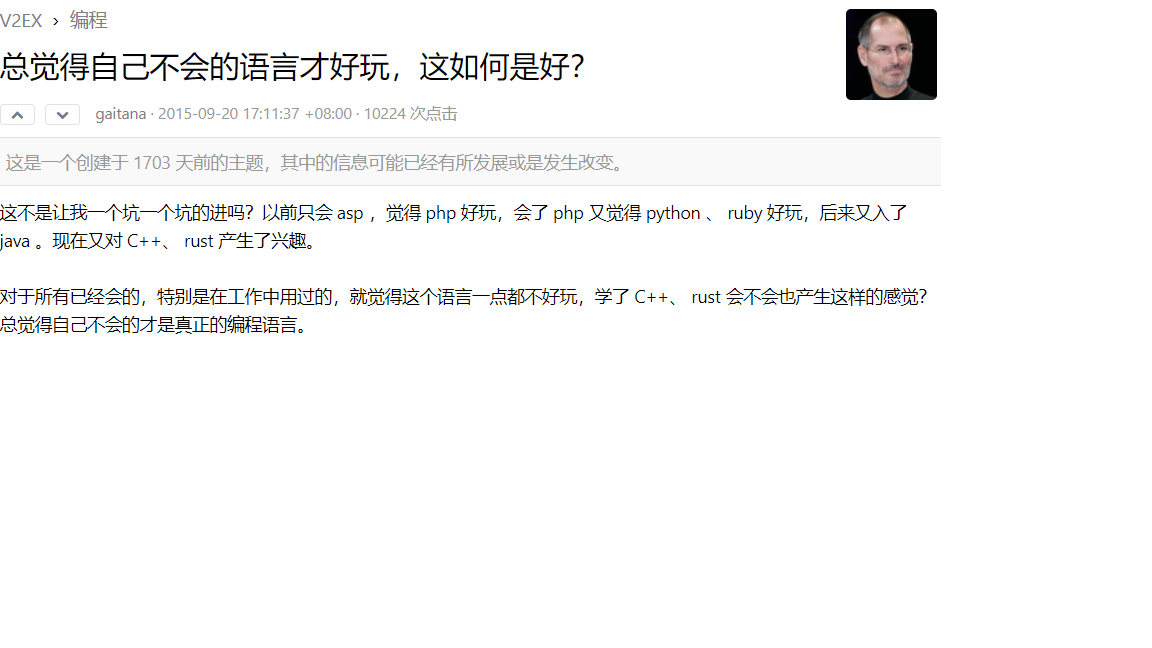 V2EX › 编程
总觉得自己不会的语言才好玩，这如何是好？
gaitana · 2015-09-20 17:11:37 +08:00 · 10224 次点击
这是一个创建于 1703 天前的主题，其中的信息可能已经有所发展或是发生改变。
这不是让我一个坑一个坑的进吗？以前只会 asp ，觉得 php 好玩，会了 php 又觉得 python 、 ruby 好玩，后来又入了
java 。现在又对 C++、 rust 产生了兴趣。
对于所有已经会的，特别是在工作中用过的，就觉得这个语言一点都不好玩，学了 C++、 rust 会不会也产生这样的感觉？
总觉得自己不会的才是真正的编程语言。